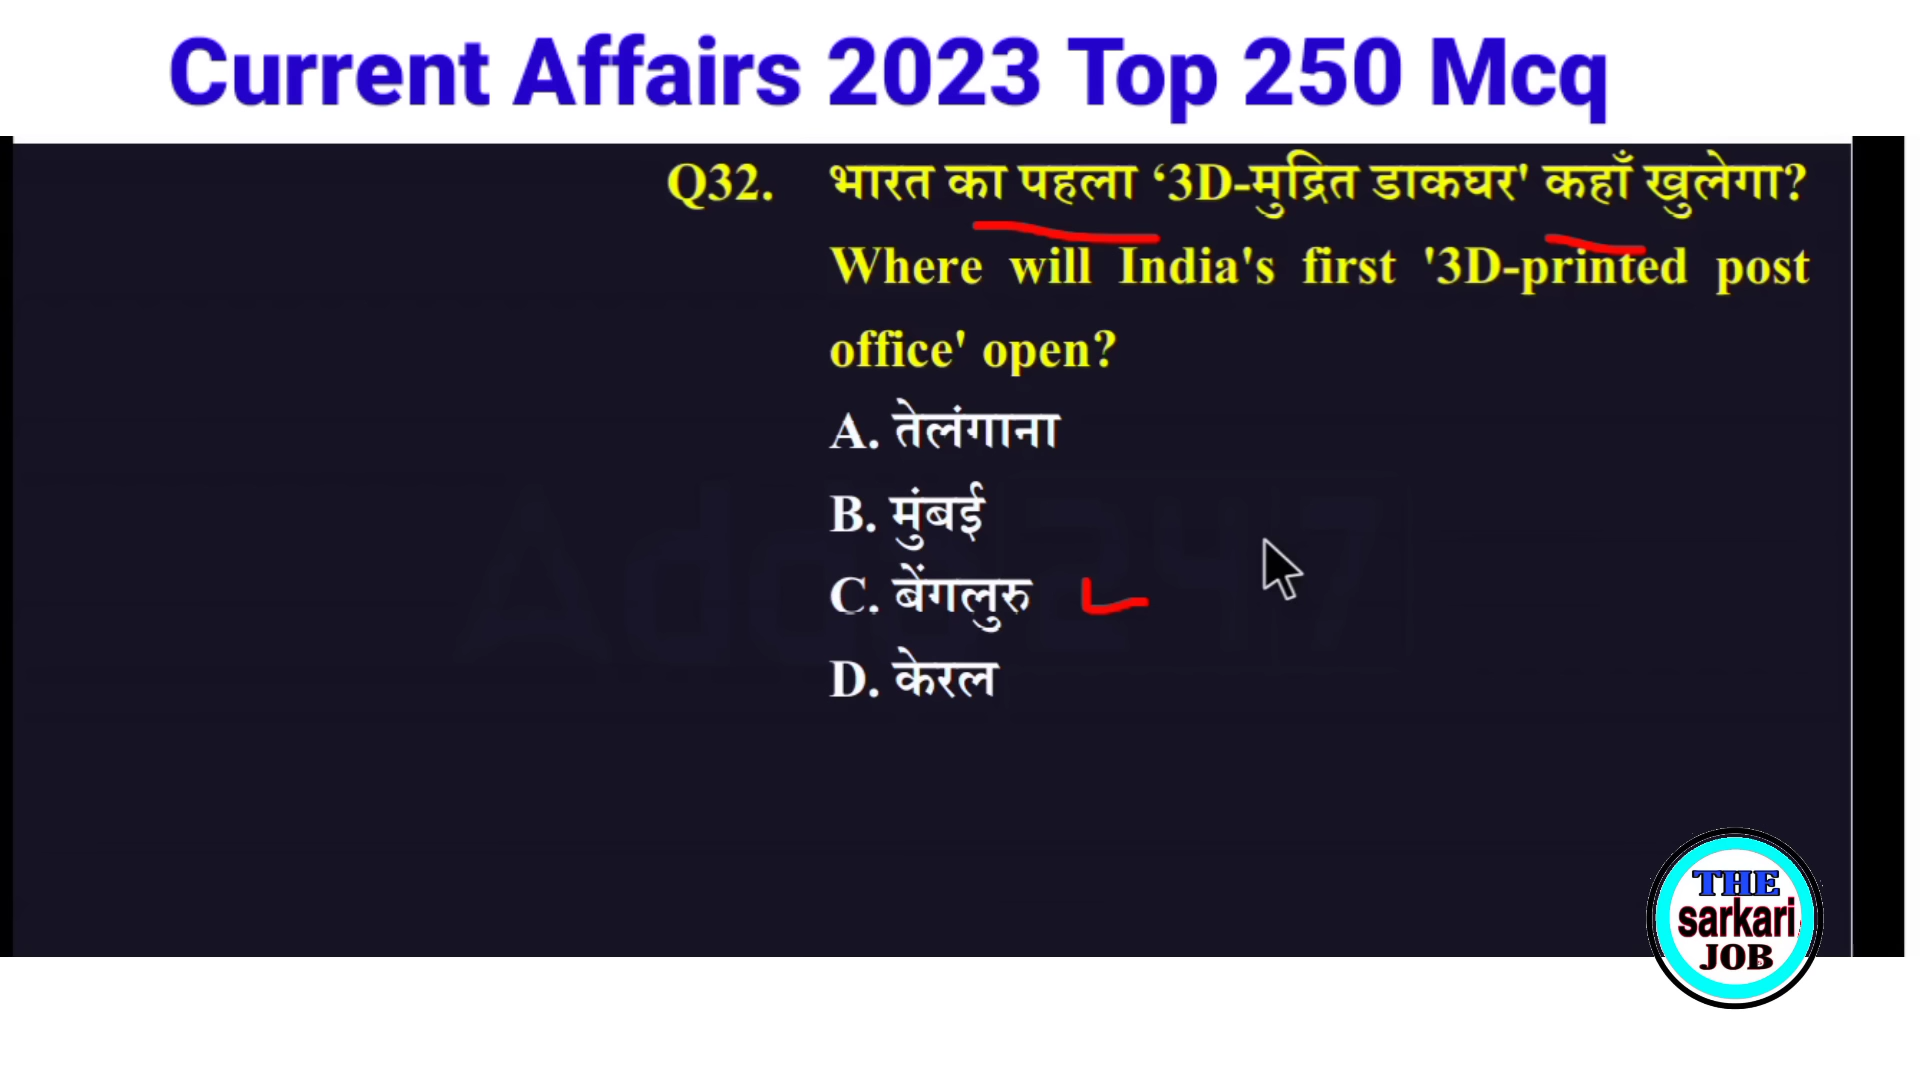 Current Affairs 2023 Top 250 Mcq
Q32. भारत का पहला ‘3D-मुद्रित डाकघर' कहाँ खुलेगा?
Where will India's first '3D-printed post
office' open?
A. तेलंगाना
B. मुंबई
C. बेंगलुरु
D. केरल
Adda247
THE
sarkari
JOB